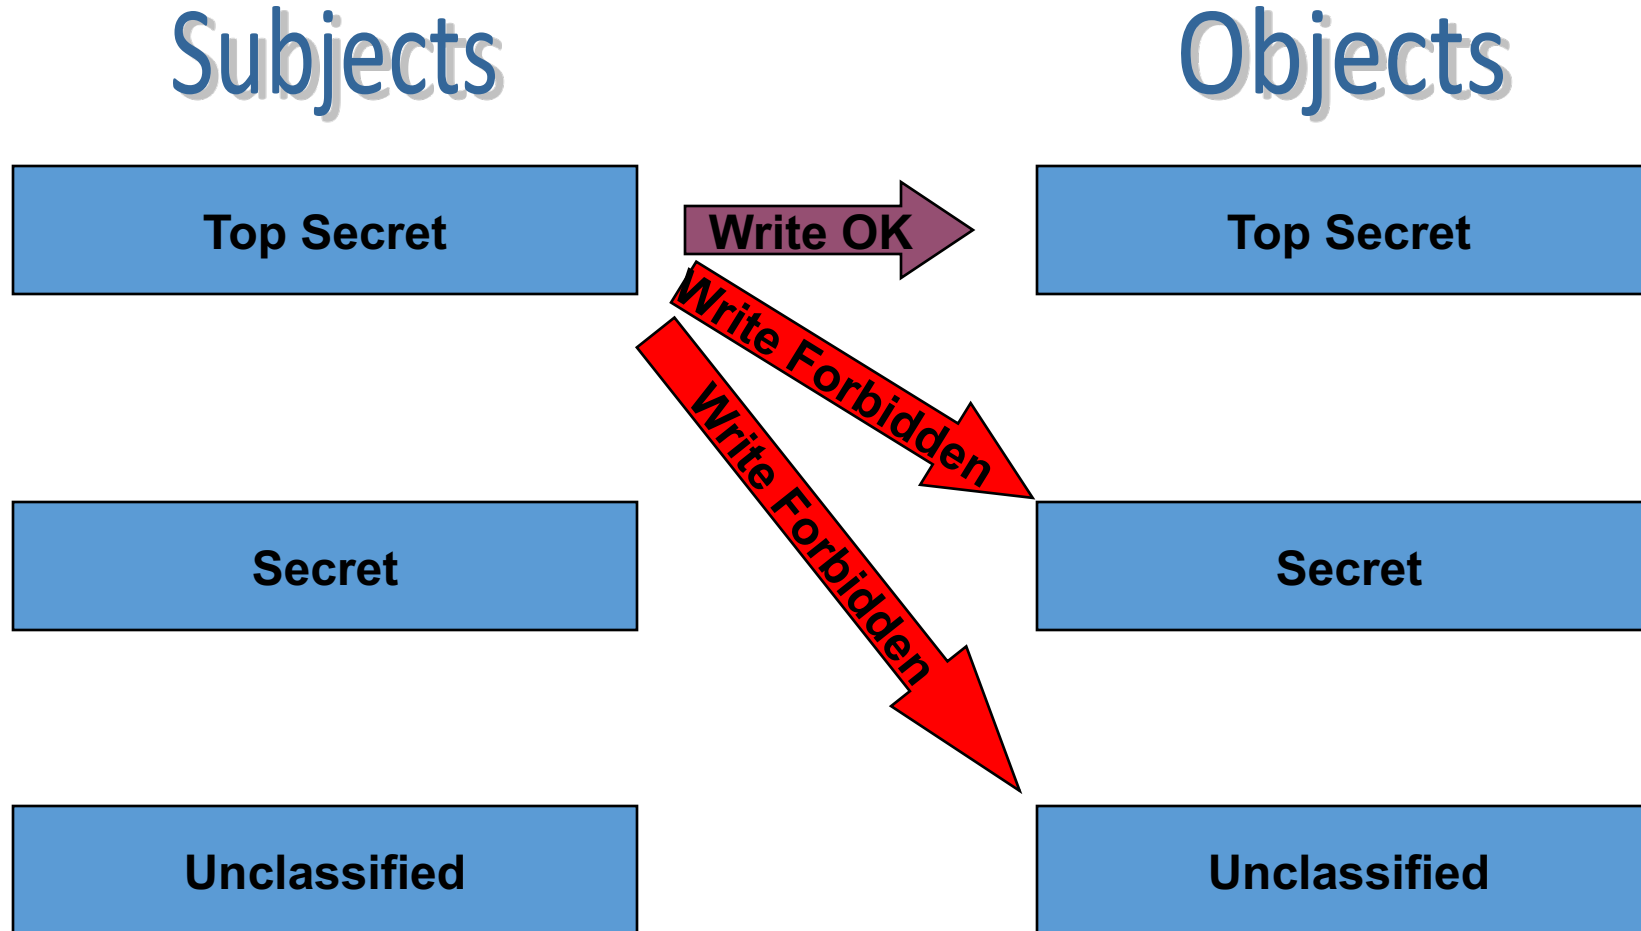 Subjects
Objects
Top Secret
Write OK
Top Secret
Write Forbidden
Write Forbidden
Secret
Secret
Unclassified
Unclassified